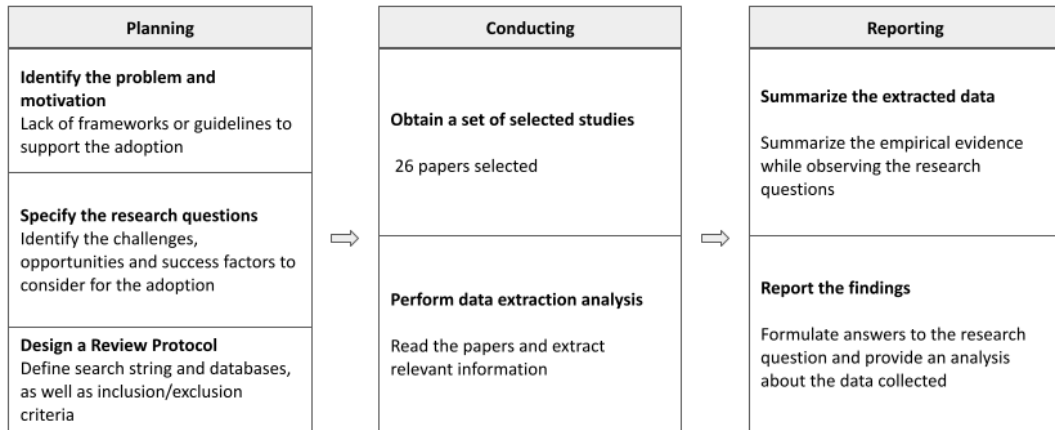 Planning
Identify the problem and
motivation
Lack of frameworks or guidelines to
support the adoption
Specify the research questions
Identify the challenges,
opportunities and success factors to
consider for the adoption
Design a Review Protocol
Define search string and databases,
as well as inclusion/exclusion
criteria
Conducting
Obtain a set of selected studies
26 papers selected
Perform data extraction analysis
Read the papers and extract
relevant information
Reporting
Summarize the extracted data
Summarize the empirical evidence
while observing the research
questions
Report the findings
Formulate answers to the research
question and provide an analysis
about the data collected